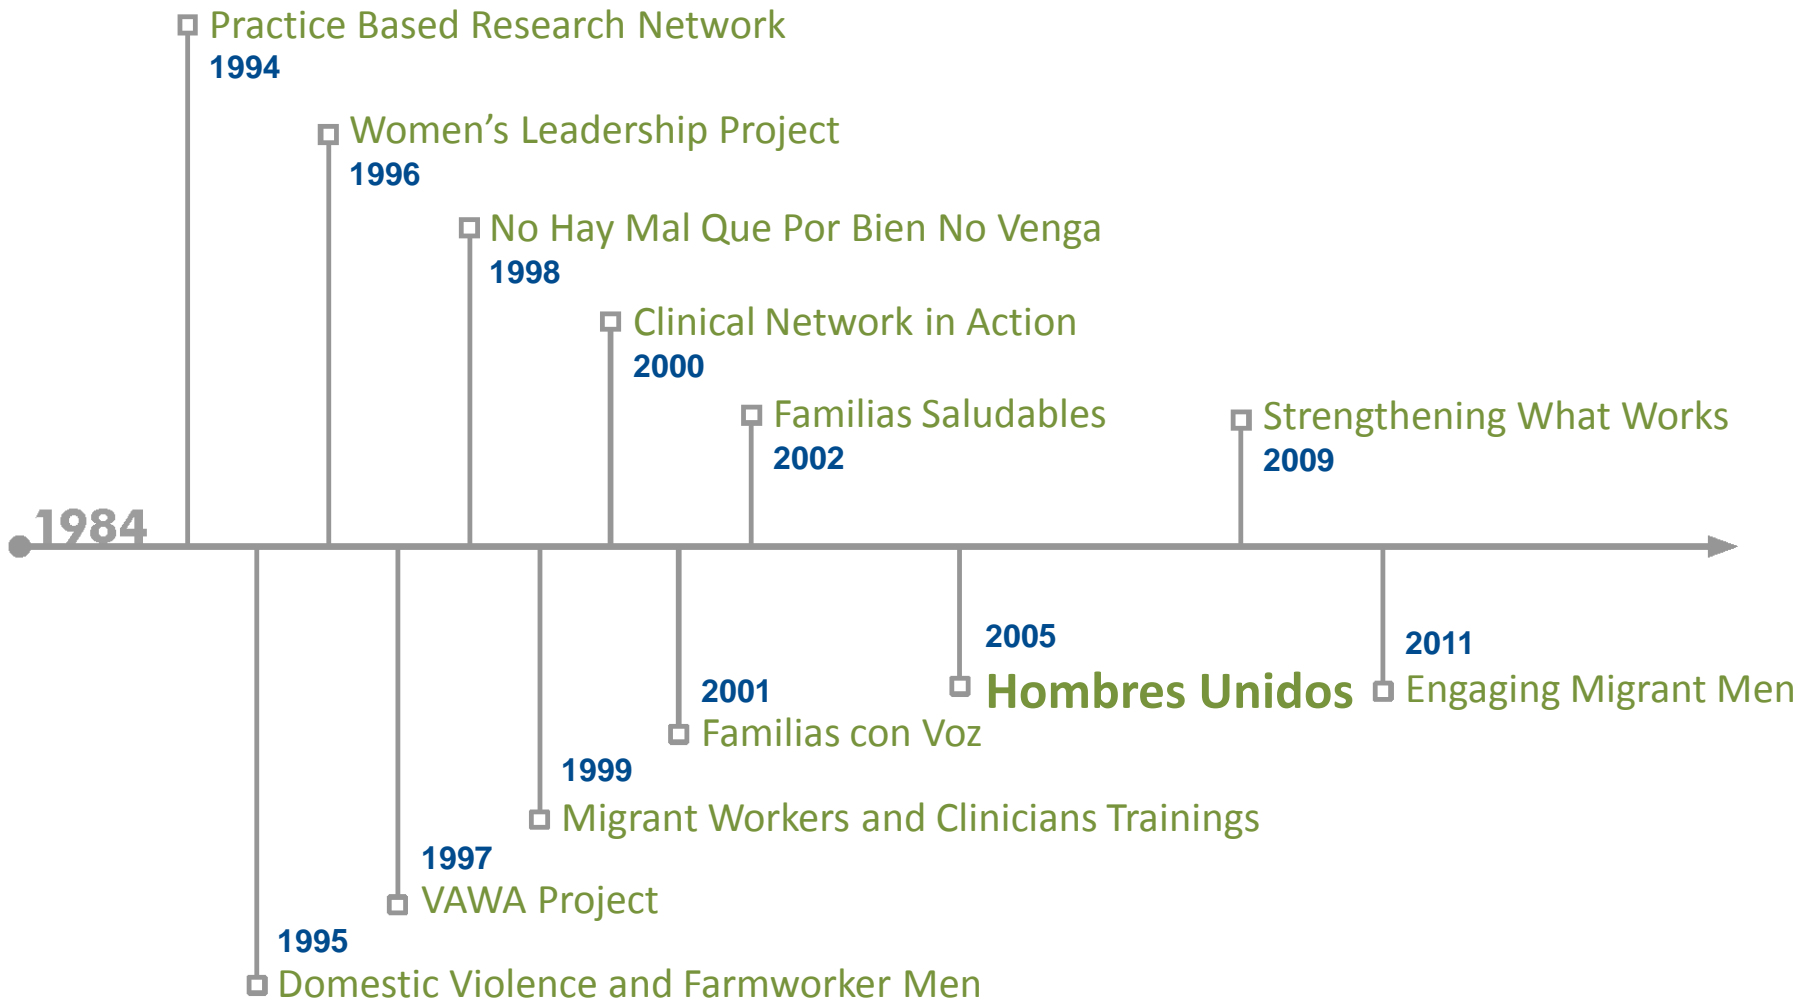 Practice Based Research Network
1994
Women's Leadership Project
1996
No Hay Mal Que Por Bien No Venga
1998
Clinical Network in Action
2000
Familias Saludables
2002
Strengthening What Works
2009
1984
2005
Hombres Unidos
2011
Engaging Migrant Men
2001
Familias con Voz
1999
Migrant Workers and Clinicians Trainings
1997
VAWA Project
1995
Domestic Violence and Farmworker Men